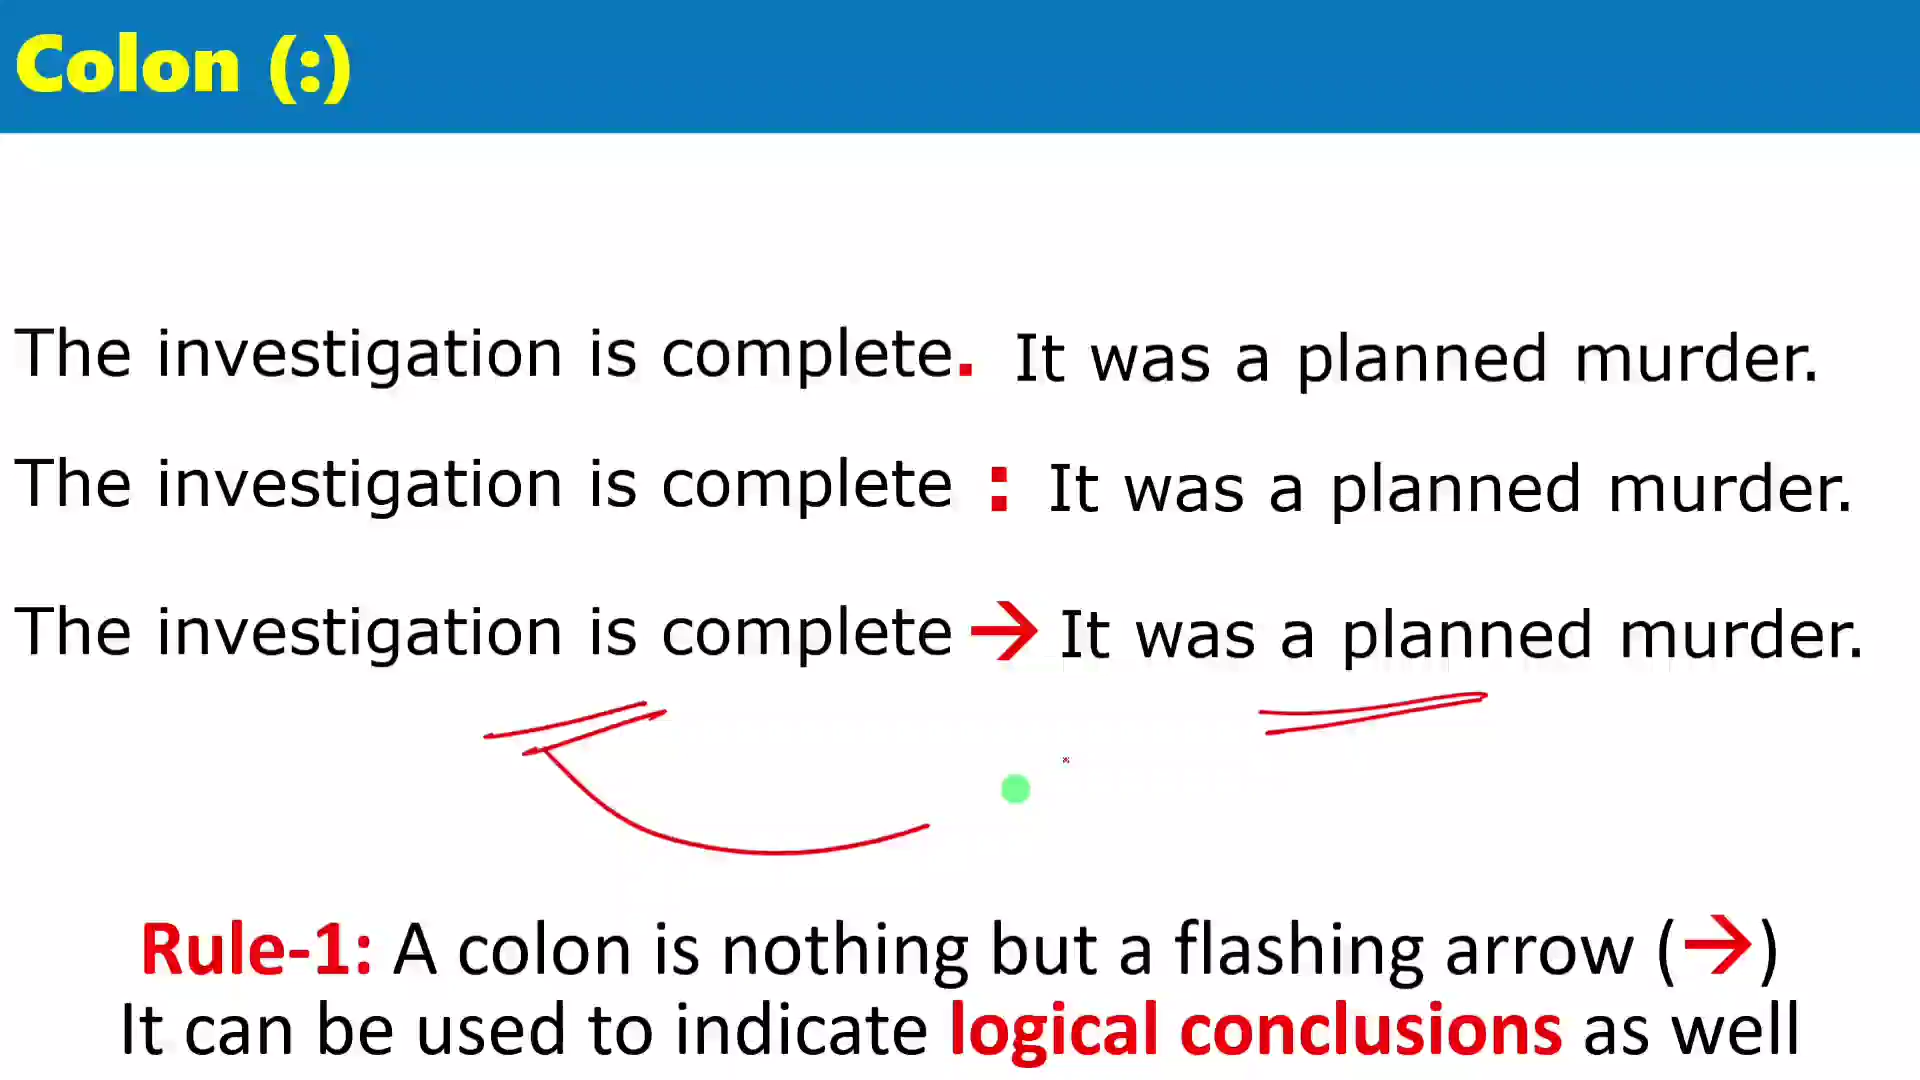 Colon (:)
The investigation is complete. It was a planned murder.
The investigation is complete : It was a planned murder.
The investigation is complete → It was a planned murder.
Rule-1: A colon is nothing but a flashing arrow (→)
It can be used to indicate logical conclusions as well